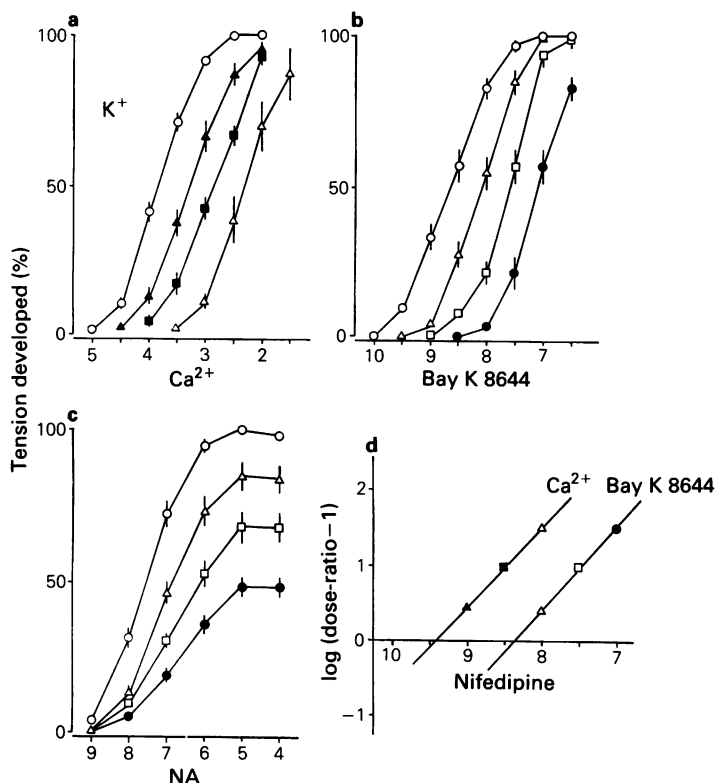 a
b
100
50
0
K⁺
5 4 3 2
Ca²⁺
100
50
0
10 9 8 7
Bay K 8644
Tension developed (%)
c
100
50
0
9 8 7 6 5 4
NA
d
Ca²⁺ Bay K 8644
2
1
0
−1
log (dose-ratio−1)
10 9 8 7
Nifedipine